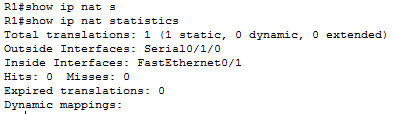 R1#show ip nat s
R1#show ip nat statistics
Total translations: 1 (1 static, 0 dynamic, 0 extended)
Outside Interfaces: Serial0/1/0
Inside Interfaces: FastEthernet0/1
Hits: 0  Misses: 0
Expired translations: 0
Dynamic mappings: